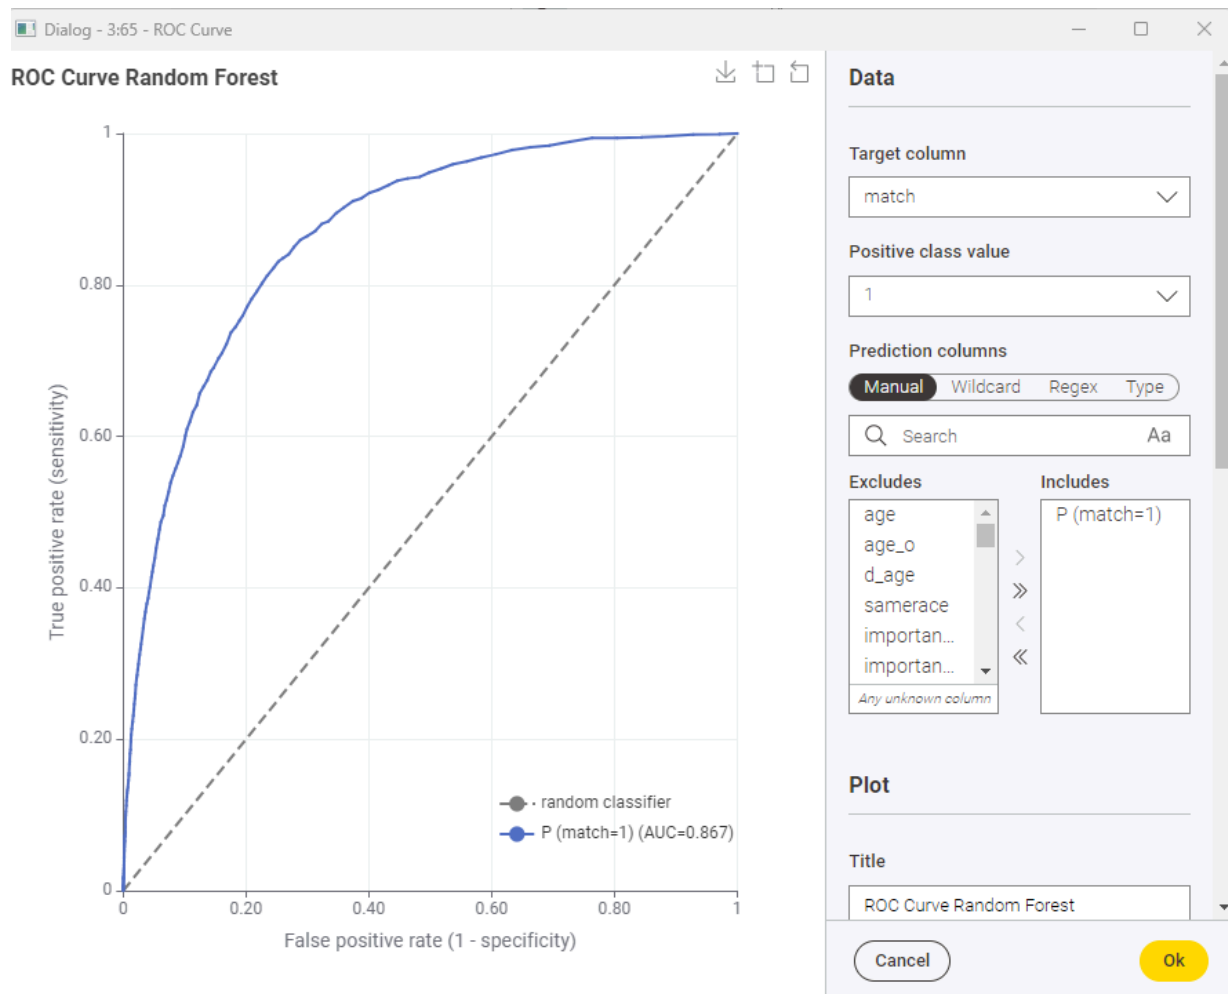 Dialog - 3:65 - ROC Curve
ROC Curve Random Forest
1
0.80
0.60
0.40
0.20
0
0
0.20
0.40
0.60
0.80
1
True positive rate (sensitivity)
False positive rate (1 - specificity)
random classifier
P (match=1) (AUC=0.867)
Data
Target column
match
Positive class value
1
Prediction columns
Manual Wildcard Regex Type
Search Aa
Excludes Includes
age
age_o
d_age
samerace
importan...
importan...
Any unknown column
P (match=1)
Plot
Title
ROC Curve Random Forest
Cancel Ok